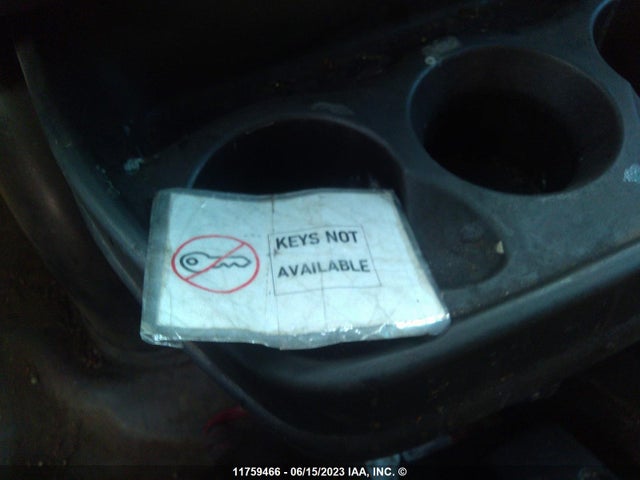 KEYS NOT
AVAILABLE
11759466 - 06/15/2023 IAA, INC. ©